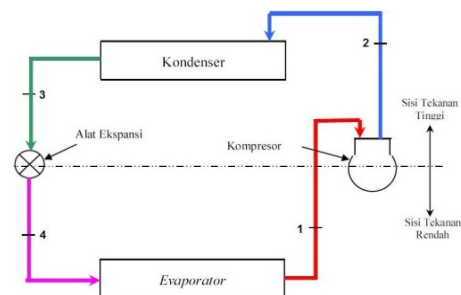 2
Kondenser
3
Sisi Tekanan
Tinggi
Alat Ekspansi
Kompresor
4
1
Sisi Tekanan
Rendah
Evaporator